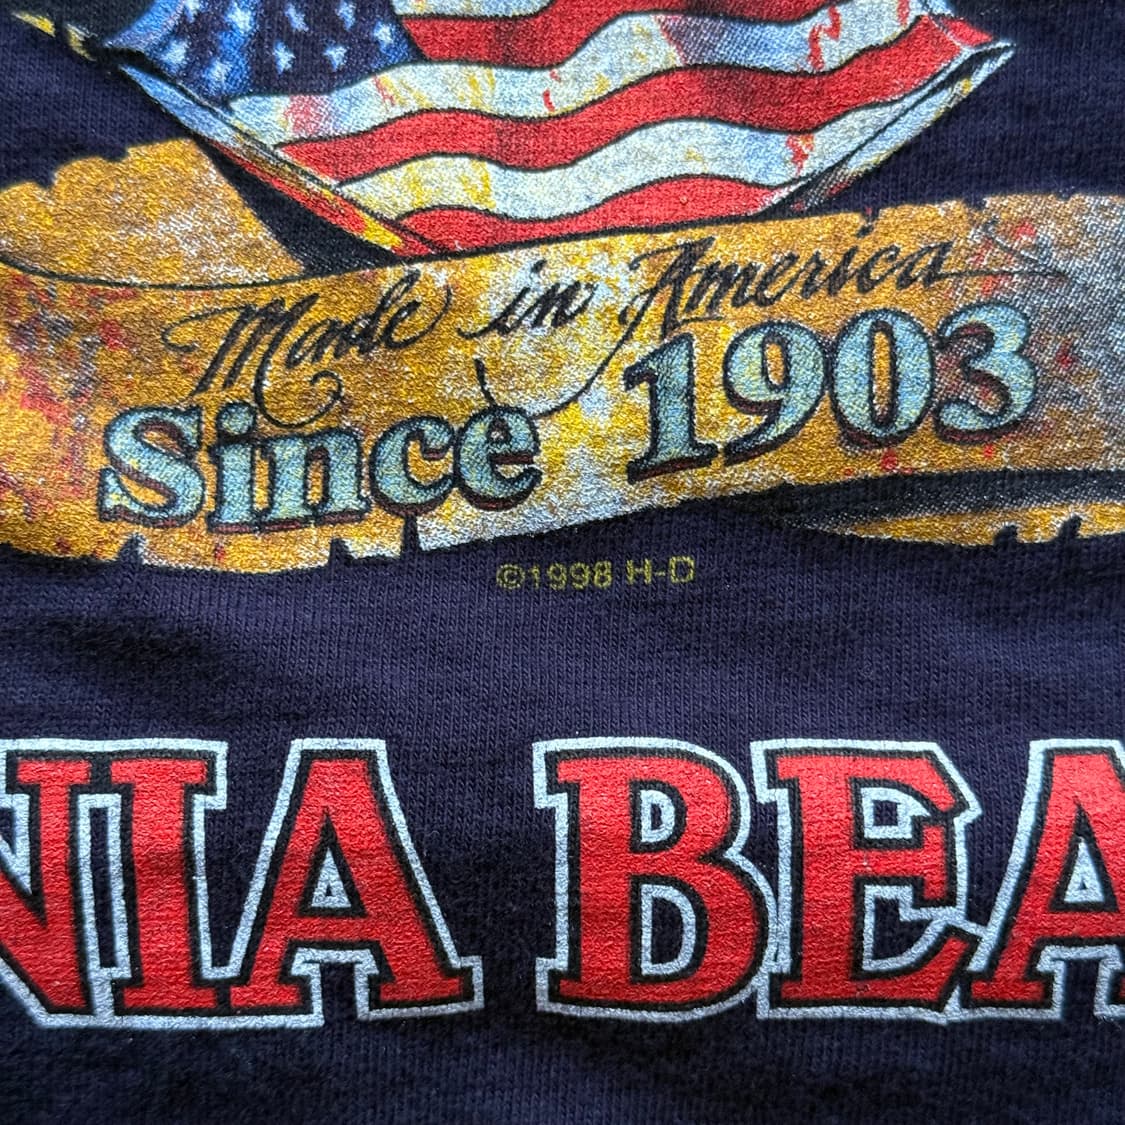 Made in America
Since 1903
©1998 H-D
NIA BEA